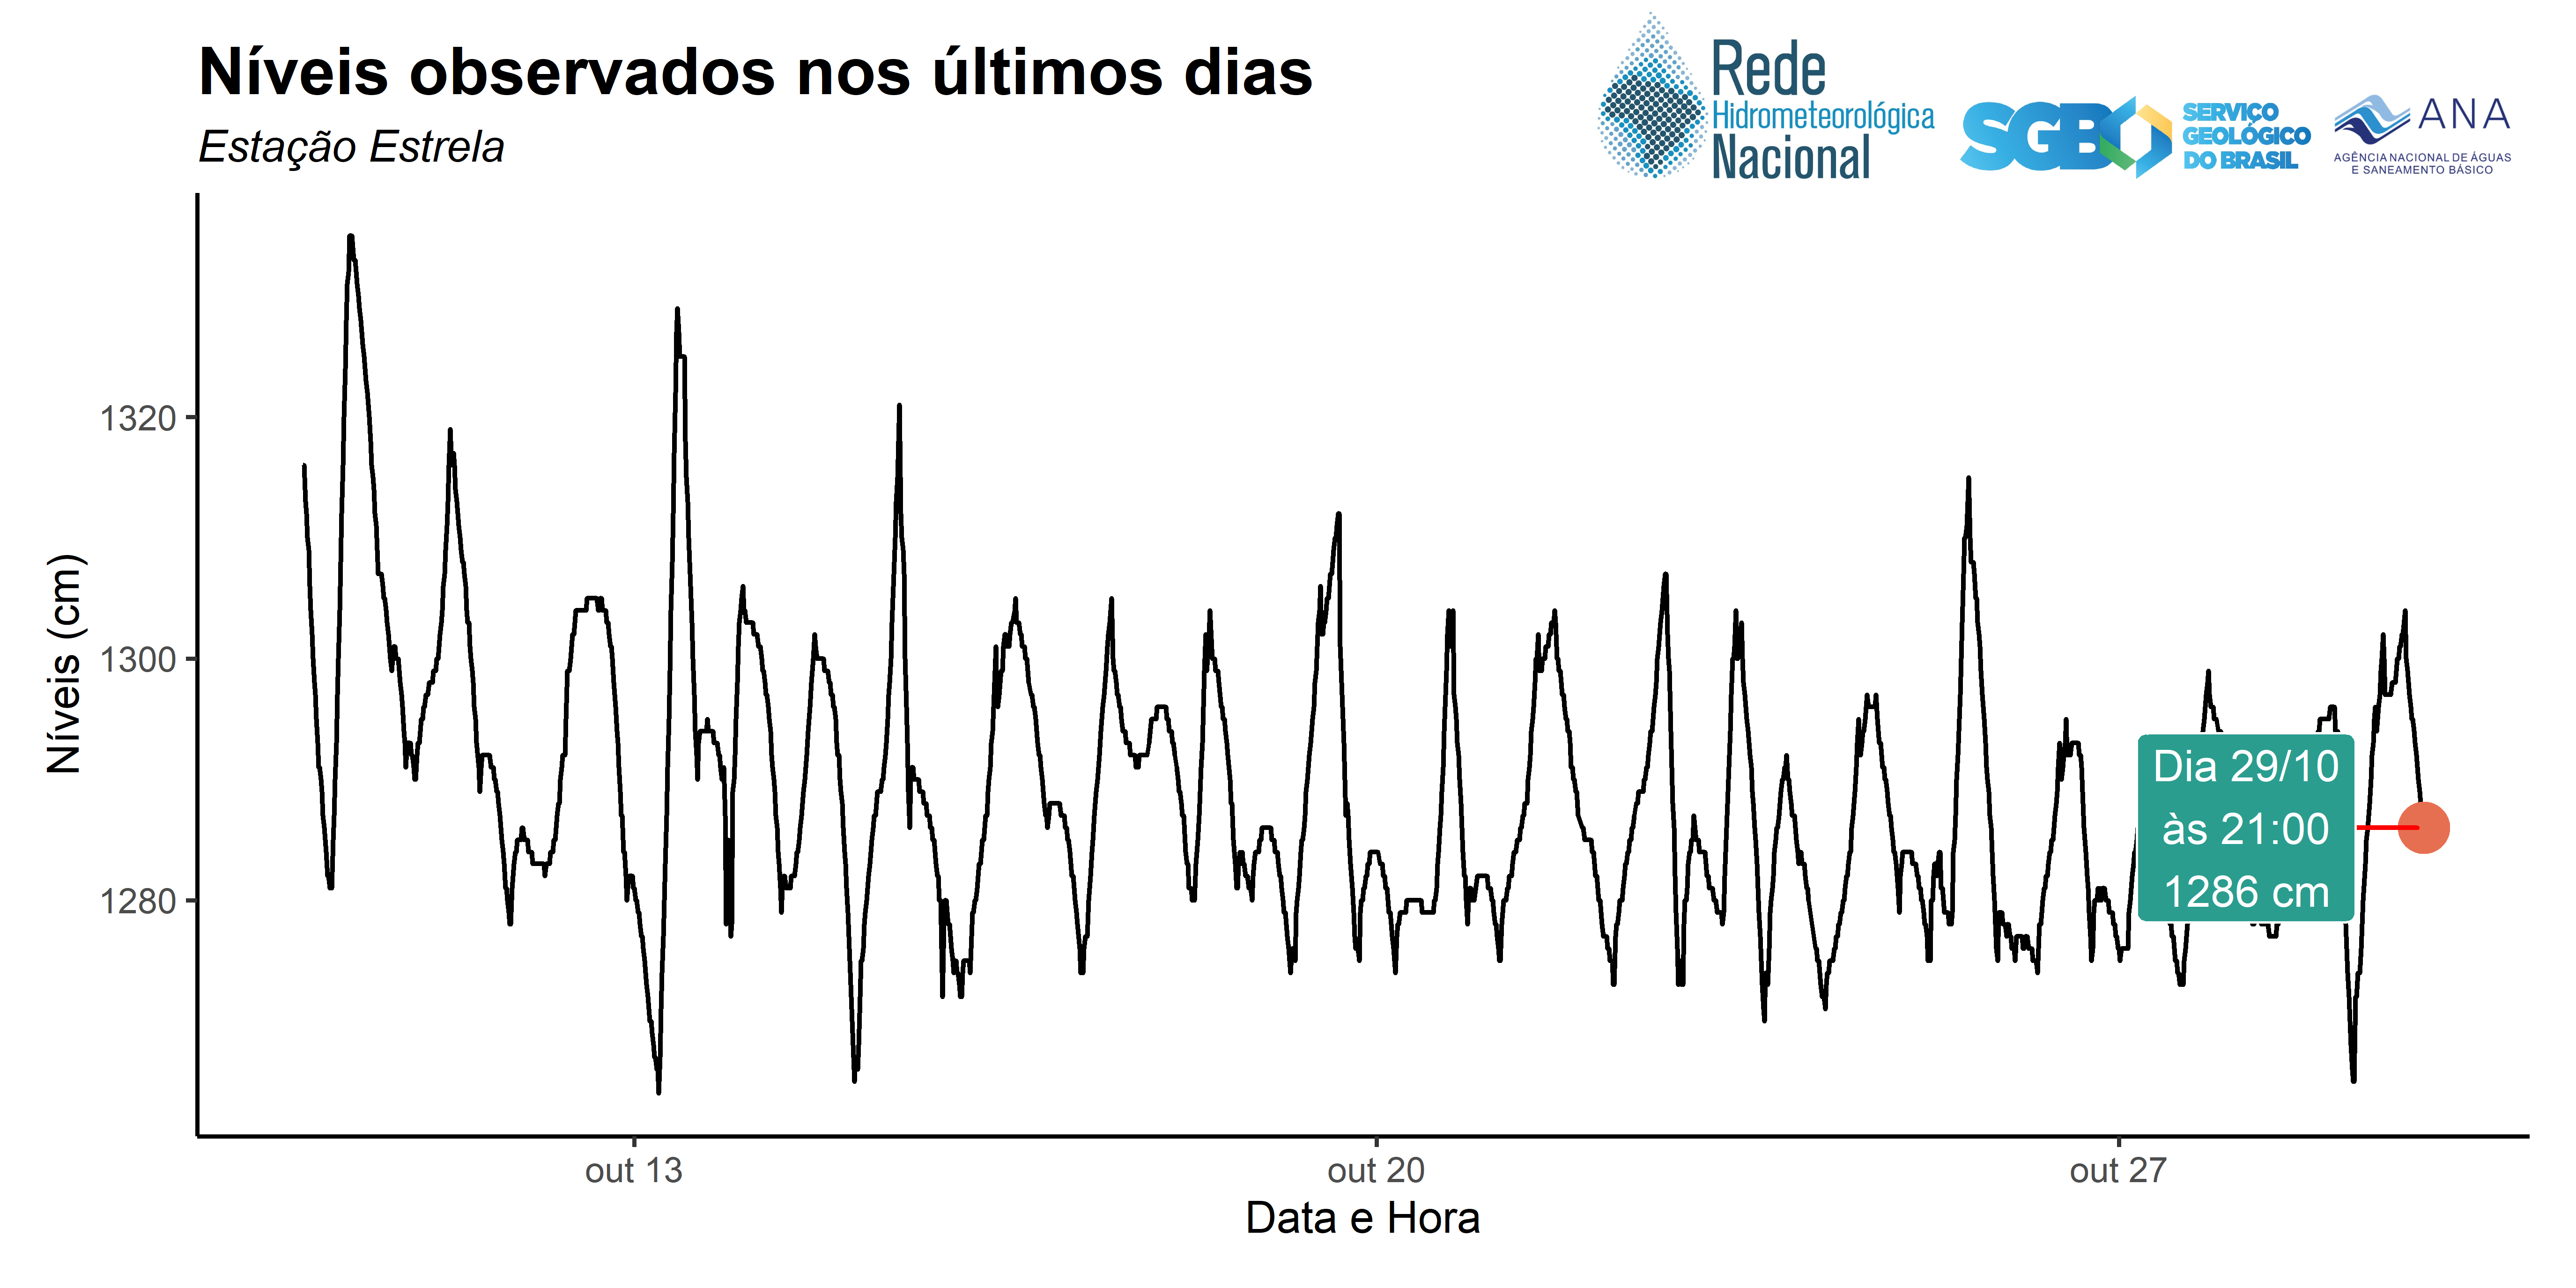 Níveis observados nos últimos dias
Estação Estrela
Rede
Hidrometeorológica
Nacional
SGB
SERVIÇO
GEOLÓGICO
DO BRASIL
ANA
AGÊNCIA NACIONAL DE ÁGUAS
E SANEAMENTO BÁSICO
Níveis (cm)
1320
1300
1280
Dia 29/10
às 21:00
1286 cm
out 13
out 20
out 27
Data e Hora